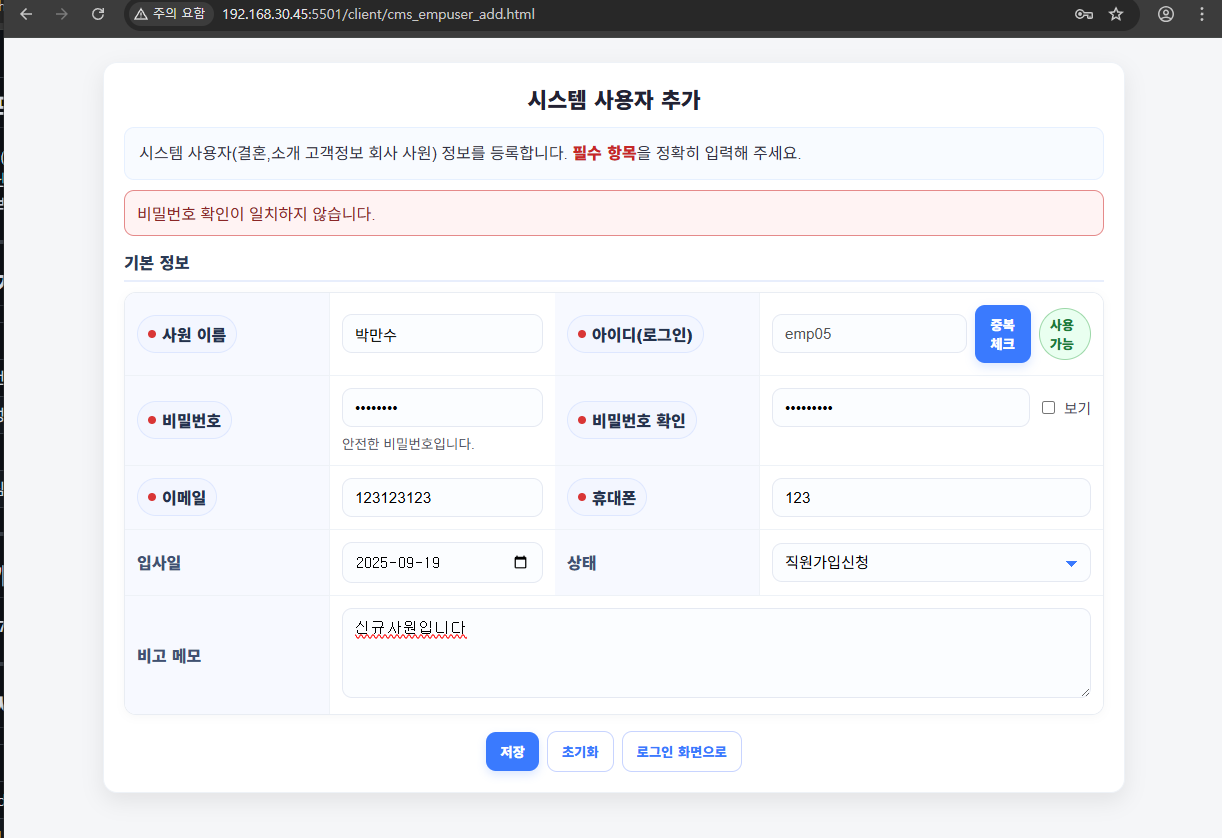 주의 요함
192.168.30.45:5501/client/cms_empuser_add.html
시스템 사용자 추가
시스템 사용자(결혼,소개 고객정보 회사 사원) 정보를 등록합니다. 필수 항목을 정확히 입력해 주세요.
비밀번호 확인이 일치하지 않습니다.
기본 정보
사원 이름
박만수
아이디(로그인)
emp05
중복
체크
사용
가능
비밀번호
••••••••
안전한 비밀번호입니다.
비밀번호 확인
•••••••••
보기
이메일
123123123
휴대폰
123
입사일
2025-09-19
상태
직원가입신청
비고 메모
신규사원입니다
저장
초기화
로그인 화면으로